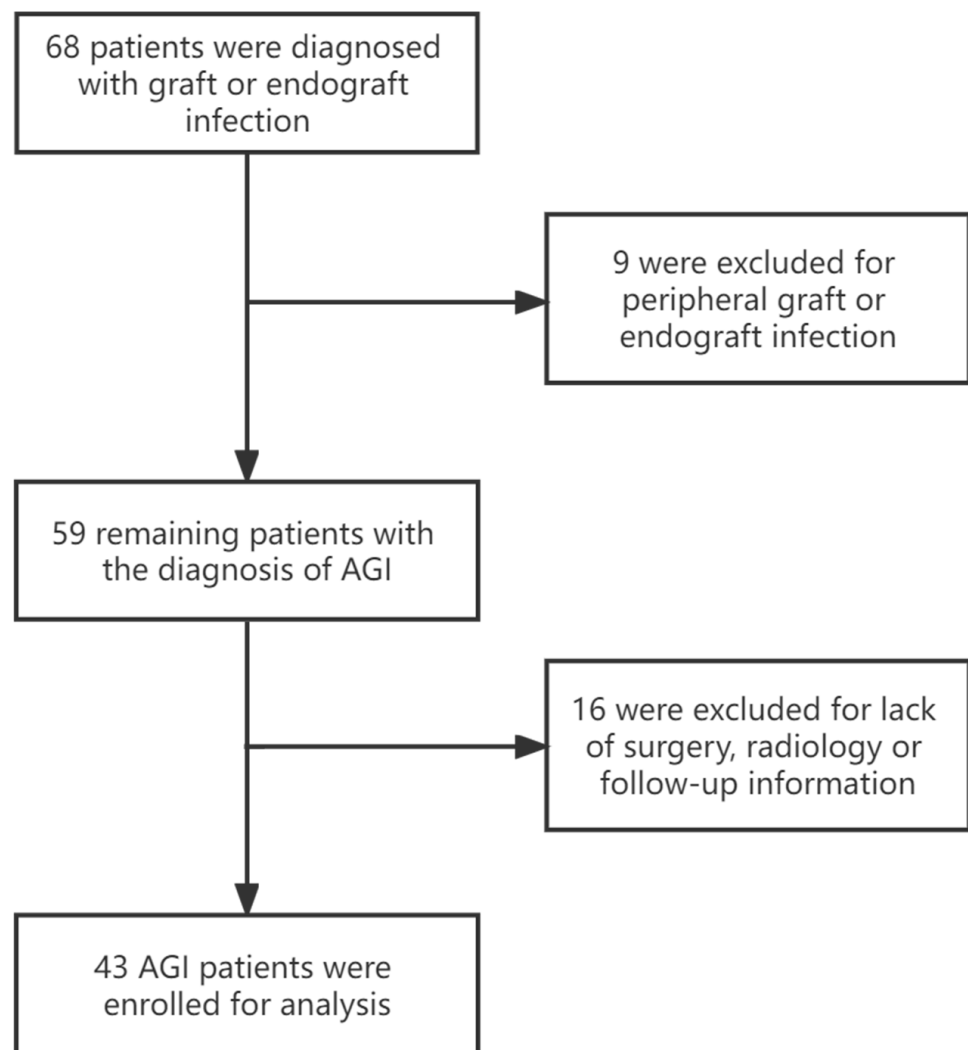 68 patients were diagnosed
with graft or endograft
infection
9 were excluded for
peripheral graft or
endograft infection
59 remaining patients with
the diagnosis of AGI
16 were excluded for lack
of surgery, radiology or
follow-up information
43 AGI patients were
enrolled for analysis